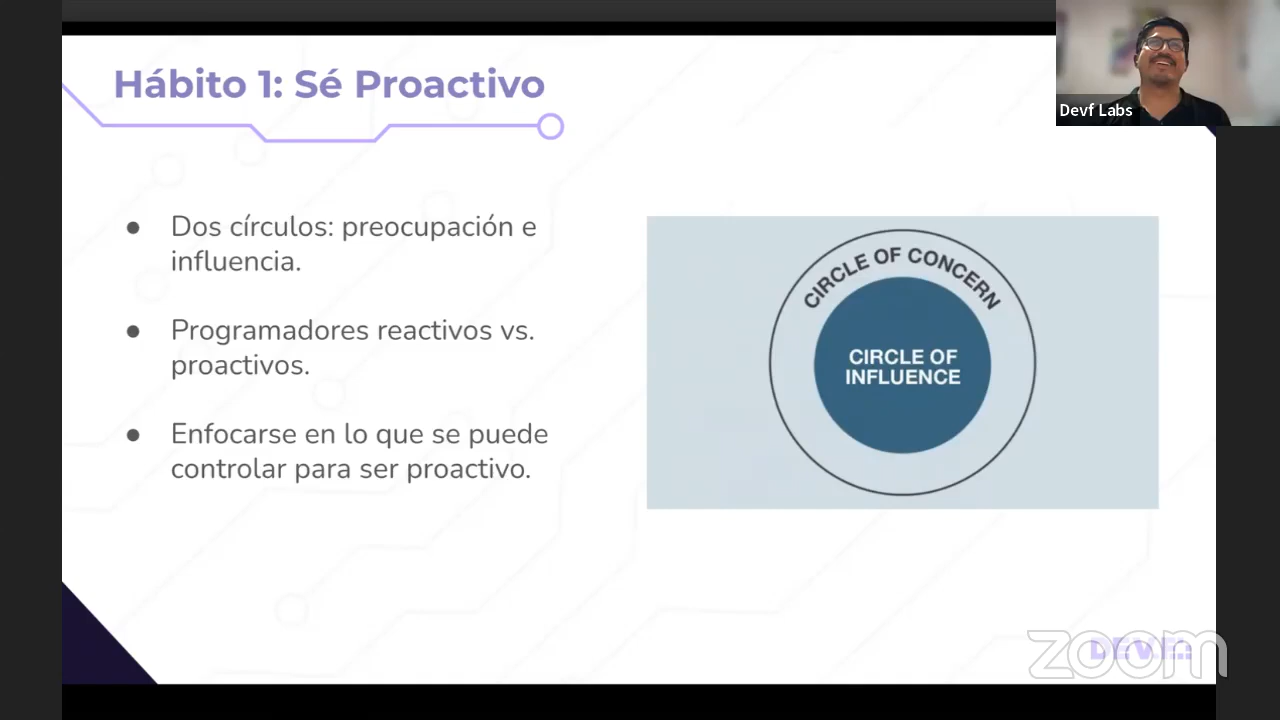 Hábito 1: Sé Proactivo
Devf Labs
● Dos círculos: preocupación e
influencia.
● Programadores reactivos vs.
proactivos.
● Enfocarse en lo que se puede
controlar para ser proactivo.
CIRCLE OF CONCERN
CIRCLE OF
INFLUENCE
zoom